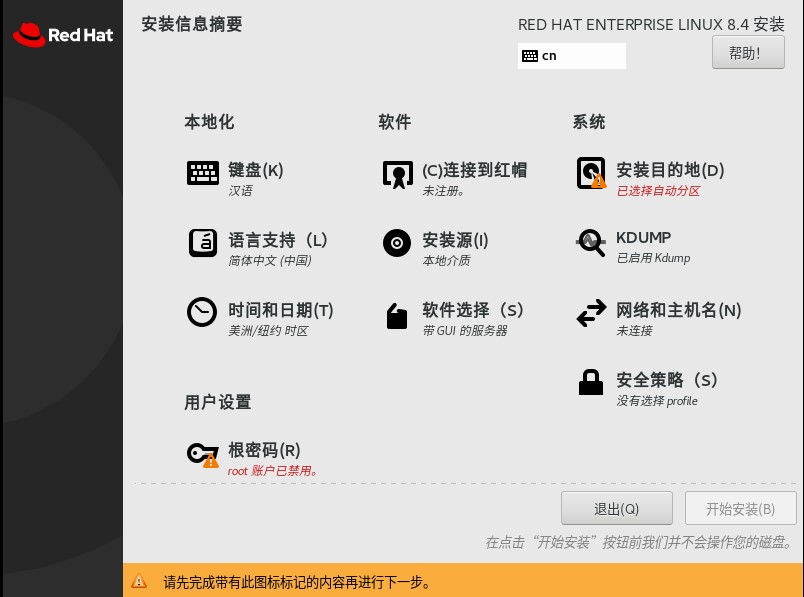 Red Hat
安装信息摘要
RED HAT ENTERPRISE LINUX 8.4 安装
cn
帮助!
本地化
软件
系统
键盘(K)
汉语
(C)连接到红帽
未注册。
安装目的地(D)
已选择自动分区
语言支持（L）
简体中文 (中国)
安装源(I)
本地介质
KDUMP
已启用 Kdump
时间和日期(T)
美洲/纽约 时区
软件选择（S）
带 GUI 的服务器
网络和主机名(N)
未连接
安全策略（S）
没有选择 profile
用户设置
根密码(R)
root 账户已禁用。
退出(Q)
开始安装(B)
在点击“开始安装”按钮前我们并不会操作您的磁盘。
请先完成带有此图标标记的内容再进行下一步。